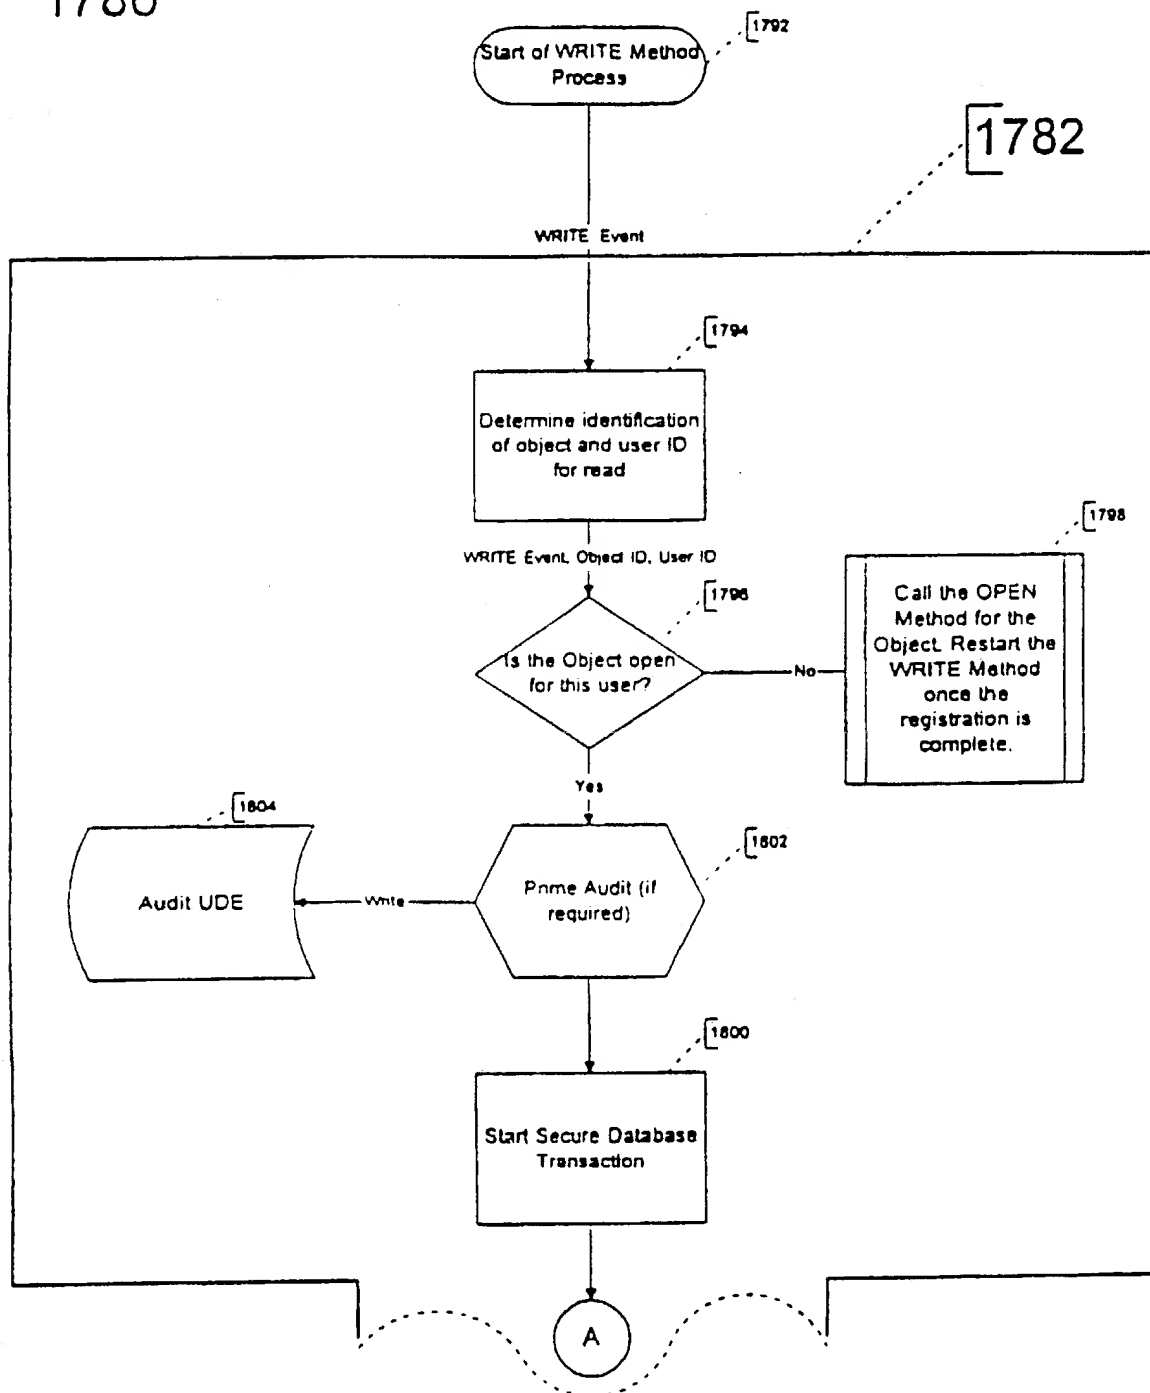 1780
1792
Start of WRITE Method
Process
1782
WRITE Event
1794
Determine identification
of object and user ID
for read
WRITE Event, Object ID, User ID
1796
Is the Object open
for this user?
No
1798
Call the OPEN
Method for the
Object. Restart the
WRITE Method
once the
registration is
complete.
Yes
1804
Audit UDE
Write
1802
Prime Audit (if
required)
1800
Start Secure Database
Transaction
A